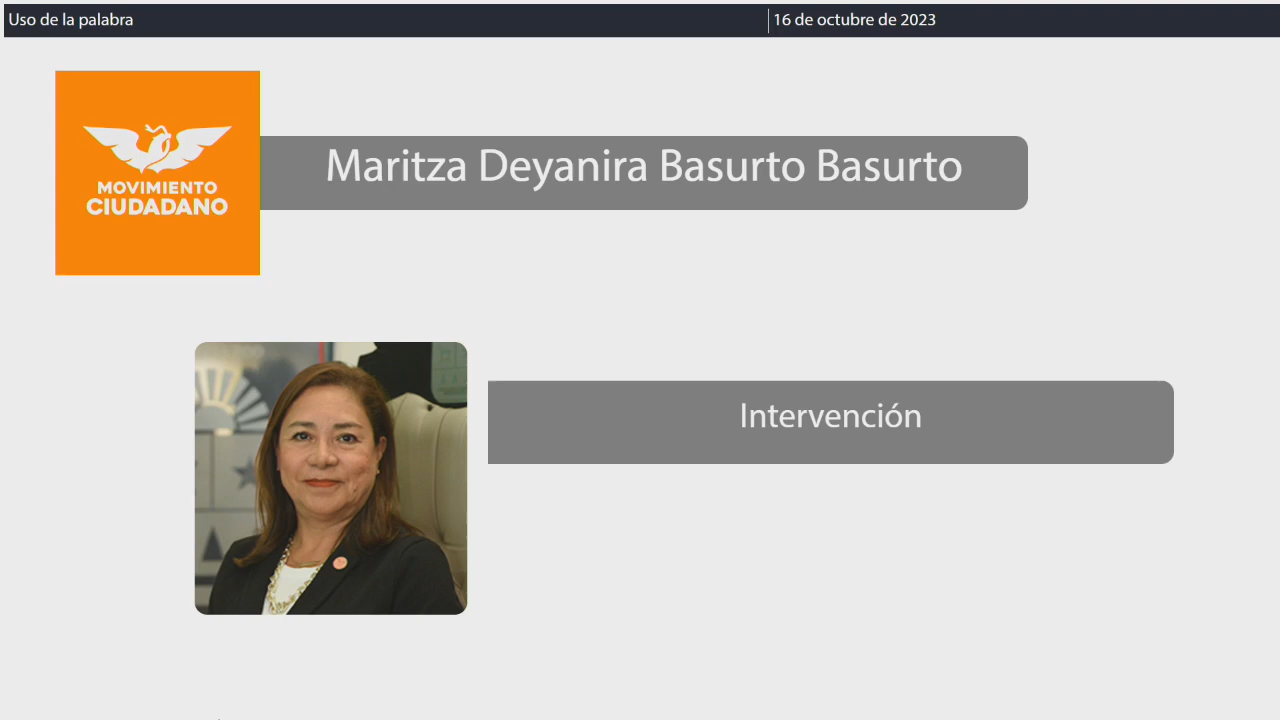 Uso de la palabra
16 de octubre de 2023
MOVIMIENTO
CIUDADANO
Maritza Deyanira Basurto Basurto
Intervención